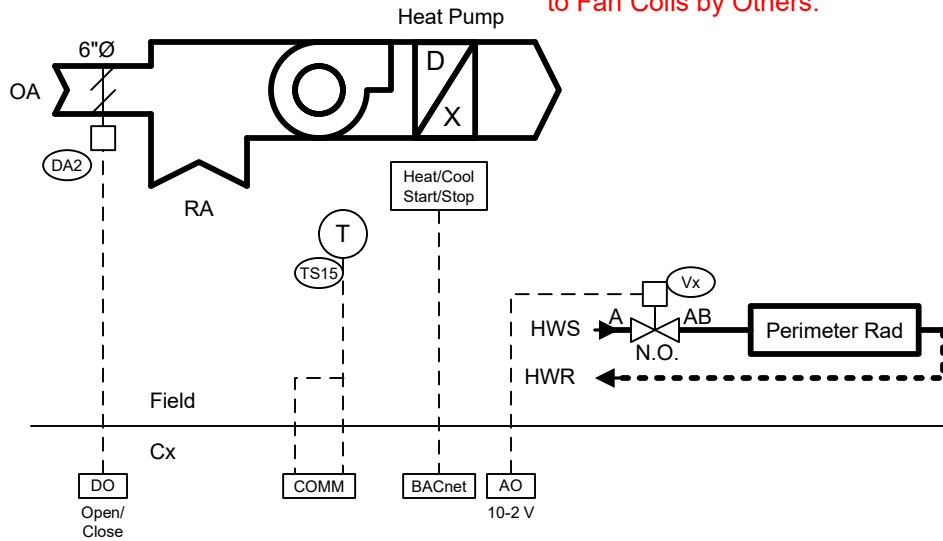 to Fan Coils by Others.
Heat Pump
6"Ø
OA
D
X
DA2
Heat/Cool
Start/Stop
RA
T
TS15
Vx
HWS
A
AB
Perimeter Rad
N.O.
HWR
Field
Cx
DO
COMM
BACnet
AO
Open/
Close
10-2 V